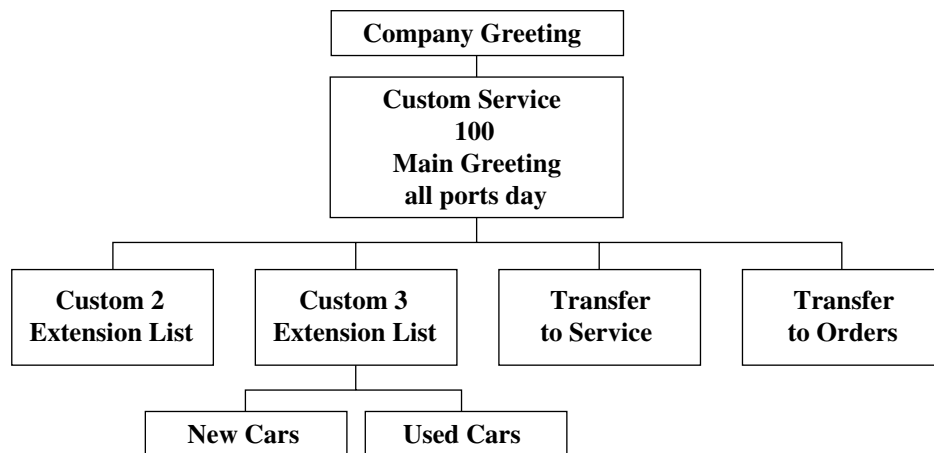 Company Greeting
Custom Service
100
Main Greeting
all ports day
Custom 2
Extension List
Custom 3
Extension List
Transfer
to Service
Transfer
to Orders
New Cars
Used Cars